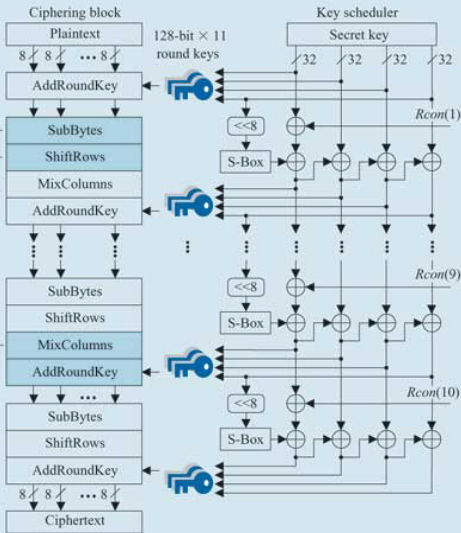 Ciphering block
Key scheduler
Plaintext
128-bit × 11
round keys
Secret key
8 8 ... 8
32 32 32 32
AddRoundKey
Rcon(1)
<<8
SubBytes
S-Box
ShiftRows
MixColumns
AddRoundKey
...
...
SubBytes
Rcon(9)
<<8
ShiftRows
S-Box
MixColumns
AddRoundKey
...
Rcon(10)
<<8
SubBytes
S-Box
ShiftRows
AddRoundKey
8 8 ... 8
Ciphertext